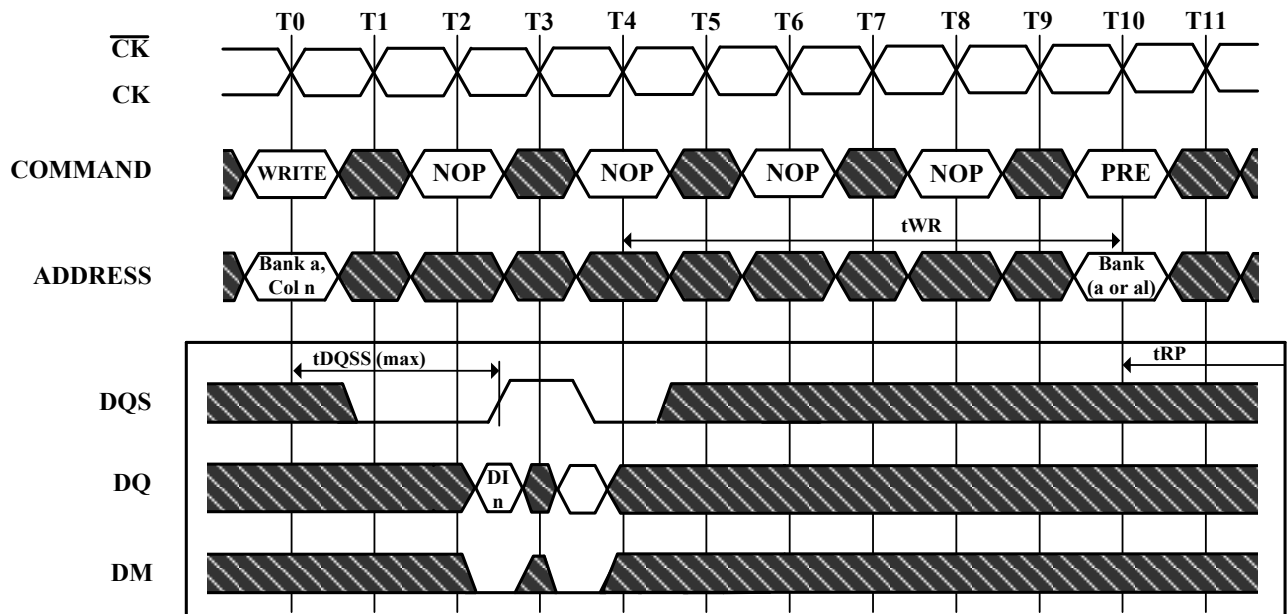 T0 T1 T2 T3 T4 T5 T6 T7 T8 T9 T10 T11
CK
CK
COMMAND WRITE NOP NOP NOP NOP PRE
tWR
ADDRESS Bank a, Col n Bank (a or al)
tDQSS (max) tRP
DQS
DQ DI n
DM